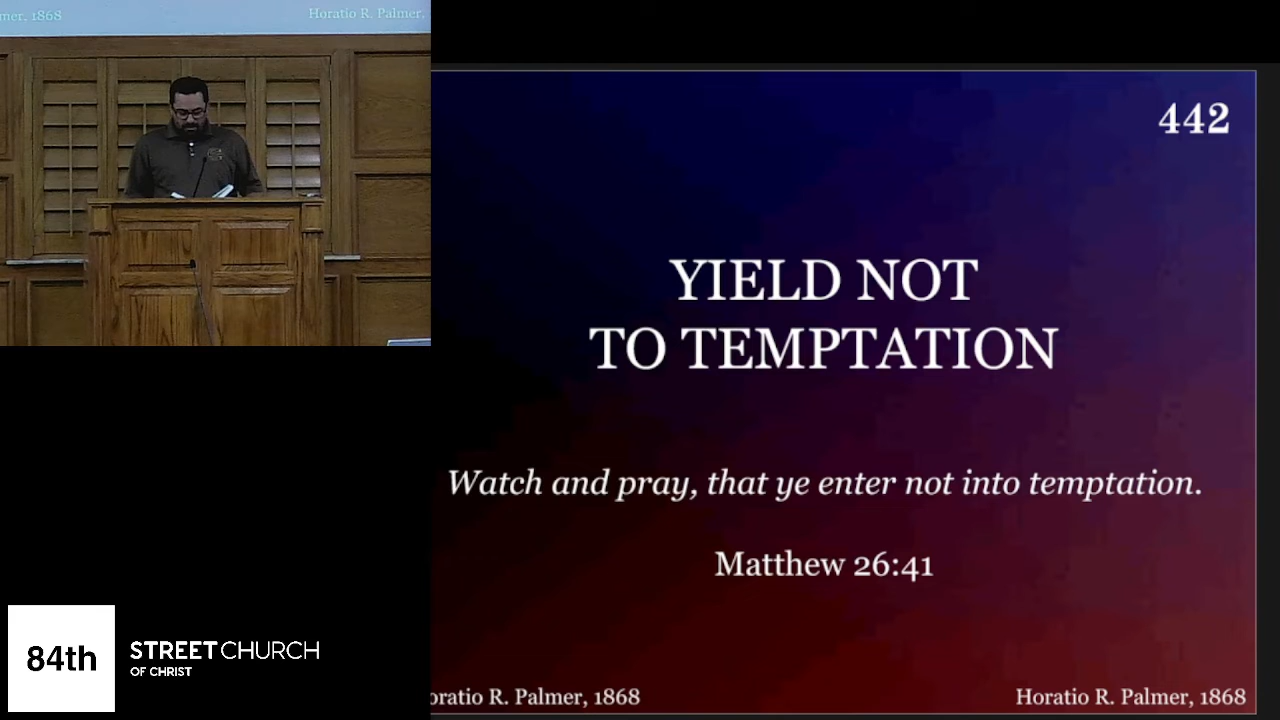 mer, 1868
Horatio R. Palmer,
442
YIELD NOT
TO TEMPTATION
Watch and pray, that ye enter not into temptation.
Matthew 26:41
oratio R. Palmer, 1868
Horatio R. Palmer, 1868
84th
STREET CHURCH
OF CHRIST